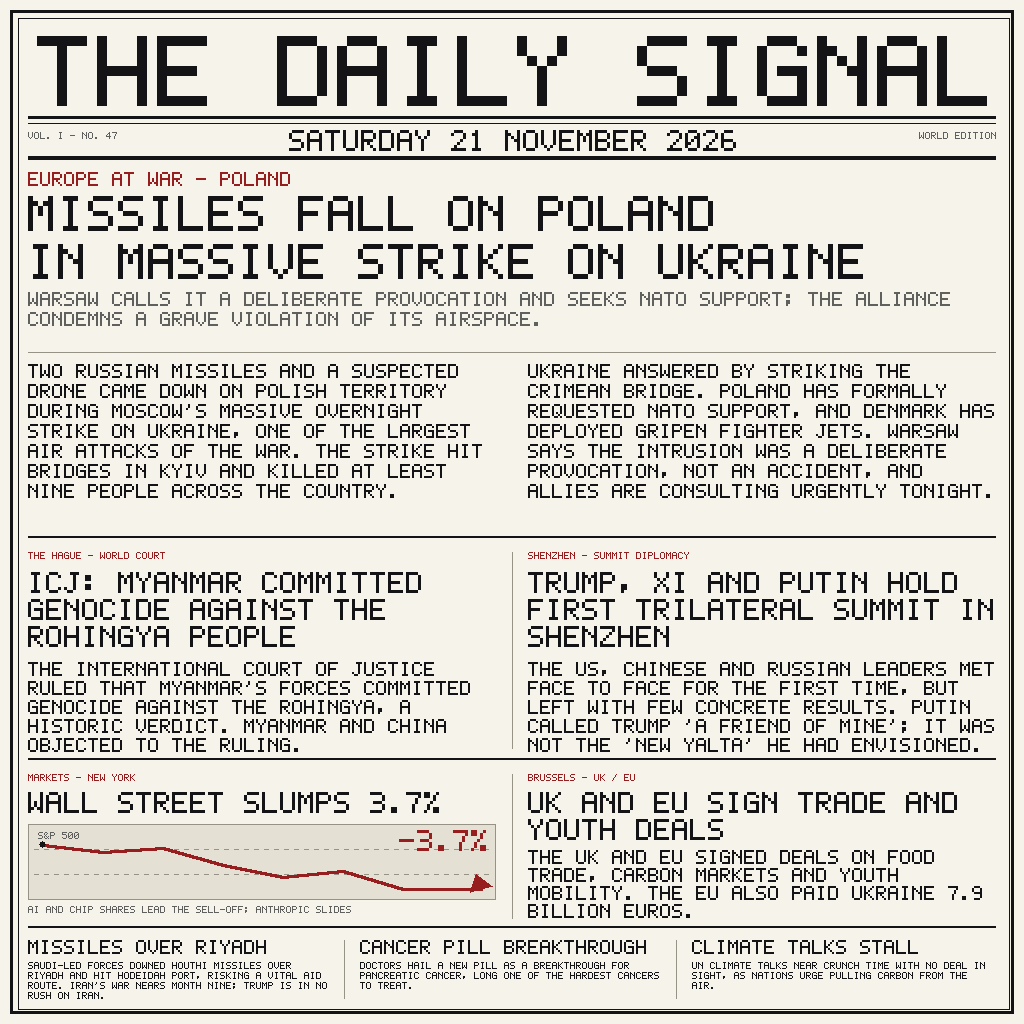 THE DAILY SIGNAL
VOL. I - NO. 47
SATURDAY 21 NOVEMBER 2026
WORLD EDITION
EUROPE AT WAR - POLAND
MISSILES FALL ON POLAND
IN MASSIVE STRIKE ON UKRAINE
WARSAW CALLS IT A DELIBERATE PROVOCATION AND SEEKS NATO SUPPORT; THE ALLIANCE
CONDEMNS A GRAVE VIOLATION OF ITS AIRSPACE.
TWO RUSSIAN MISSILES AND A SUSPECTED
DRONE CAME DOWN ON POLISH TERRITORY
DURING MOSCOW'S MASSIVE OVERNIGHT
STRIKE ON UKRAINE, ONE OF THE LARGEST
AIR ATTACKS OF THE WAR. THE STRIKE HIT
BRIDGES IN KYIV AND KILLED AT LEAST
NINE PEOPLE ACROSS THE COUNTRY.
UKRAINE ANSWERED BY STRIKING THE
CRIMEAN BRIDGE. POLAND HAS FORMALLY
REQUESTED NATO SUPPORT, AND DENMARK HAS
DEPLOYED GRIPEN FIGHTER JETS. WARSAW
SAYS THE INTRUSION WAS A DELIBERATE
PROVOCATION, NOT AN ACCIDENT, AND
ALLIES ARE CONSULTING URGENTLY TONIGHT.
THE HAGUE - WORLD COURT
ICJ: MYANMAR COMMITTED
GENOCIDE AGAINST THE
ROHINGYA PEOPLE
THE INTERNATIONAL COURT OF JUSTICE
RULED THAT MYANMAR'S FORCES COMMITTED
GENOCIDE AGAINST THE ROHINGYA, A
HISTORIC VERDICT. MYANMAR AND CHINA
OBJECTED TO THE RULING.
SHENZHEN - SUMMIT DIPLOMACY
TRUMP, XI AND PUTIN HOLD
FIRST TRILATERAL SUMMIT IN
SHENZHEN
THE US, CHINESE AND RUSSIAN LEADERS MET
FACE TO FACE FOR THE FIRST TIME, BUT
LEFT WITH FEW CONCRETE RESULTS. PUTIN
CALLED TRUMP 'A FRIEND OF MINE'; IT WAS
NOT THE 'NEW YALTA' HE HAD ENVISIONED.
MARKETS - NEW YORK
WALL STREET SLUMPS 3.7%
S&P 500
-3.7%
AI AND CHIP SHARES LEAD THE SELL-OFF; ANTHROPIC SLIDES
BRUSSELS - UK / EU
UK AND EU SIGN TRADE AND
YOUTH DEALS
THE UK AND EU SIGNED DEALS ON FOOD
TRADE, CARBON MARKETS AND YOUTH
MOBILITY. THE EU ALSO PAID UKRAINE 7.9
BILLION EUROS.
MISSILES OVER RIYADH
SAUDI-LED FORCES DOWNED HOUTHI MISSILES OVER
RIYADH AND HIT HODEIDAH PORT, RISKING A VITAL AID
ROUTE. IRAN'S WAR NEARS MONTH NINE; TRUMP IS IN NO
RUSH ON IRAN.
CANCER PILL BREAKTHROUGH
DOCTORS HAIL A NEW PILL AS A BREAKTHROUGH FOR
PANCREATIC CANCER, LONG ONE OF THE HARDEST CANCERS
TO TREAT.
CLIMATE TALKS STALL
UN CLIMATE TALKS NEAR CRUNCH TIME WITH NO DEAL IN
SIGHT, AS NATIONS URGE PULLING CARBON FROM THE
AIR.